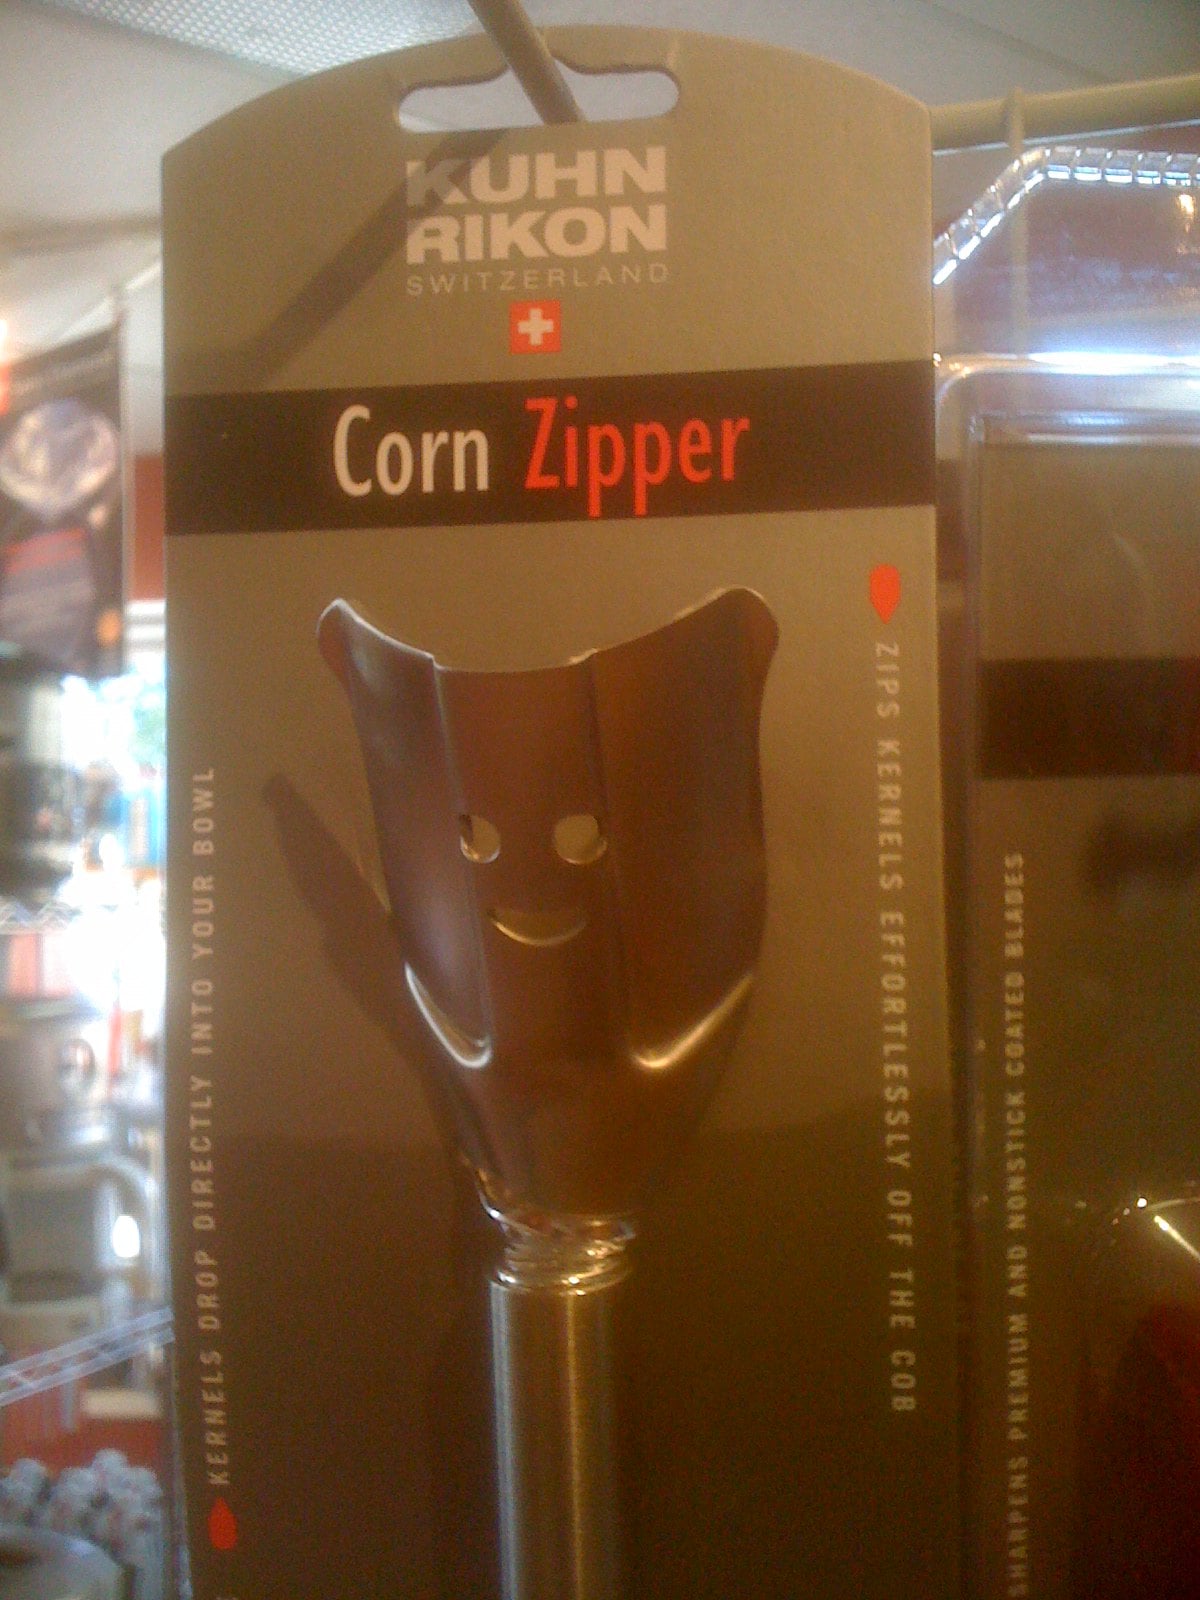 KUHN
RIKON
SWITZERLAND
Corn Zipper
ZIPS KERNELS EFFORTLESSLY OFF THE COB
KERNELS DROP DIRECTLY INTO YOUR BOWL
SHARPENS PREMIUM AND NONSTICK COATED BLADES